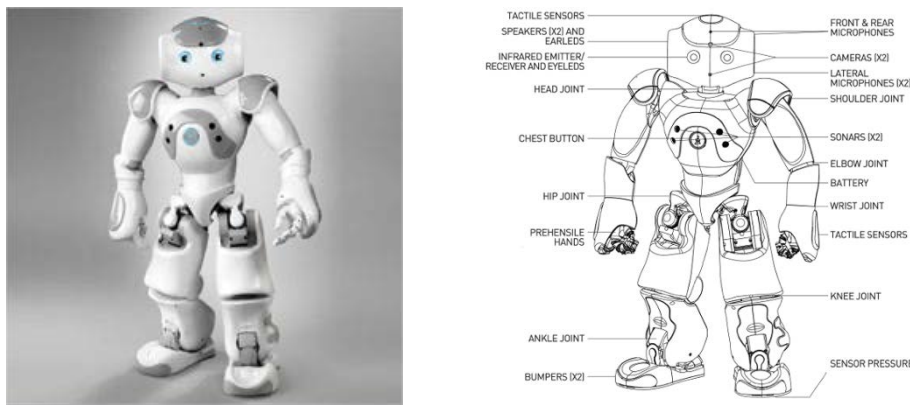 TACTILE SENSORS
SPEAKERS (X2) AND
EARLEDS
INFRARED EMITTER/
RECEIVER AND EYELEDS
HEAD JOINT
CHEST BUTTON
HIP JOINT
PREHENSILE
HANDS
ANKLE JOINT
BUMPERS (X2)
FRONT & REAR
MICROPHONES
CAMERAS (X2)
LATERAL
MICROPHONES (X2)
SHOULDER JOINT
SONARS (X2)
ELBOW JOINT
BATTERY
WRIST JOINT
TACTILE SENSORS
KNEE JOINT
SENSOR PRESSURE